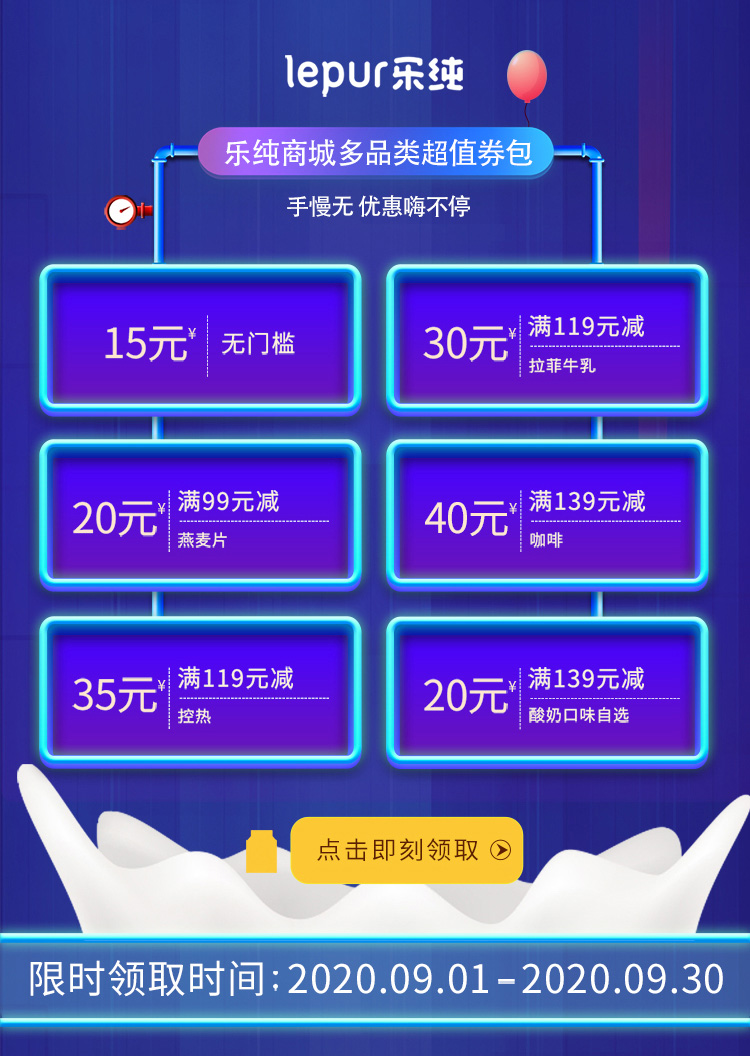 lepur乐纯
乐纯商城多品类超值券包
手慢无 优惠嗨不停
15元¥
无门槛
30元¥
满119元减
拉菲牛乳
20元¥
满99元减
燕麦片
40元¥
满139元减
咖啡
35元¥
满119元减
控热
20元¥
满139元减
酸奶口味自选
点击即刻领取
限时领取时间;2020.09.01-2020.09.30